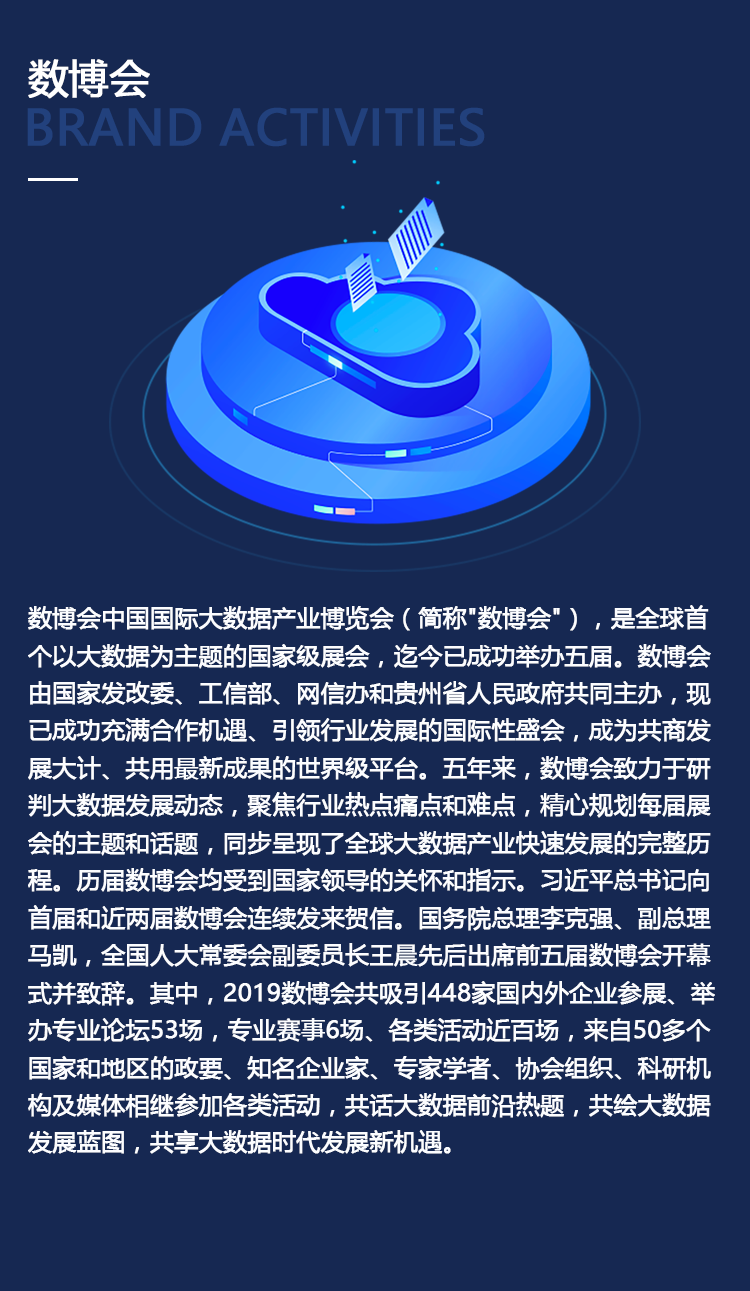 数博会
BRAND ACTIVITIES
数博会中国国际大数据产业博览会（简称"数博会"），是全球首
个以大数据为主题的国家级展会，迄今已成功举办五届。数博会
由国家发改委、工信部、网信办和贵州省人民政府共同主办，现
已成功充满合作机遇、引领行业发展的国际性盛会，成为共商发
展大计、共用最新成果的世界级平台。五年来，数博会致力于研
判大数据发展动态，聚焦行业热点痛点和难点，精心规划每届展
会的主题和话题，同步呈现了全球大数据产业快速发展的完整历
程。历届数博会均受到国家领导的关怀和指示。习近平总书记向
首届和近两届数博会连续发来贺信。国务院总理李克强、副总理
马凯，全国人大常委会副委员长王晨先后出席前五届数博会开幕
式并致辞。其中，2019数博会共吸引448家国内外企业参展、举
办专业论坛53场，专业赛事6场、各类活动近百场，来自50多个
国家和地区的政要、知名企业家、专家学者、协会组织、科研机
构及媒体相继参加各类活动，共话大数据前沿热题，共绘大数据
发展蓝图，共享大数据时代发展新机遇。